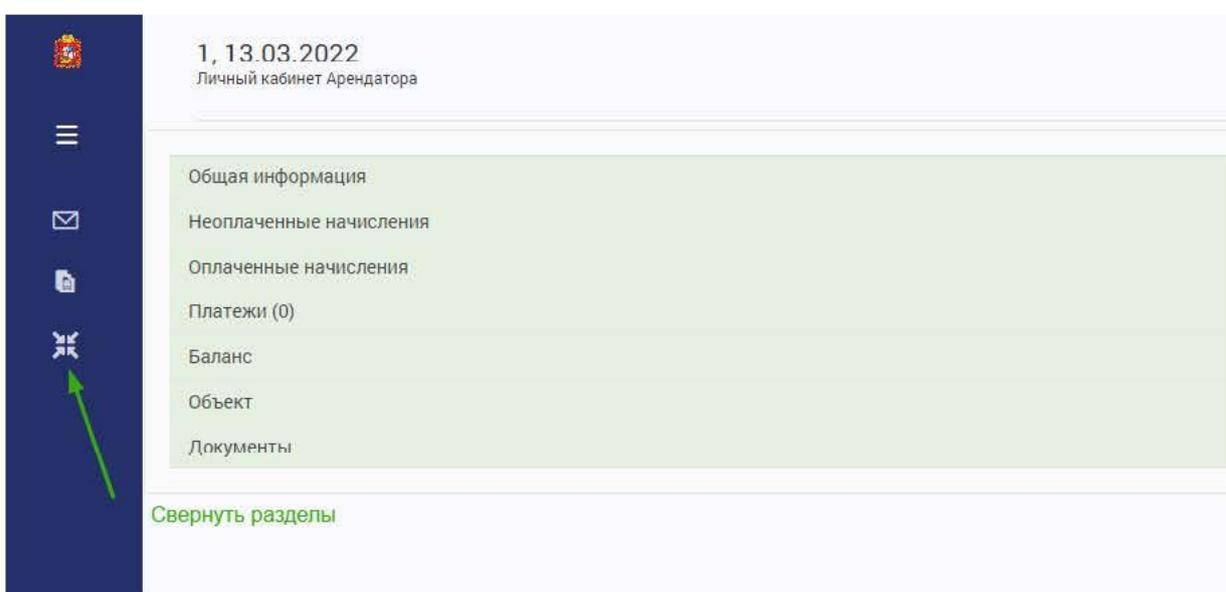 1, 13.03.2022
Личный кабинет Арендатора
Общая информация
Неоплаченные начисления
Оплаченные начисления
Платежи (0)
Баланс
Объект
Документы
Свернуть разделы